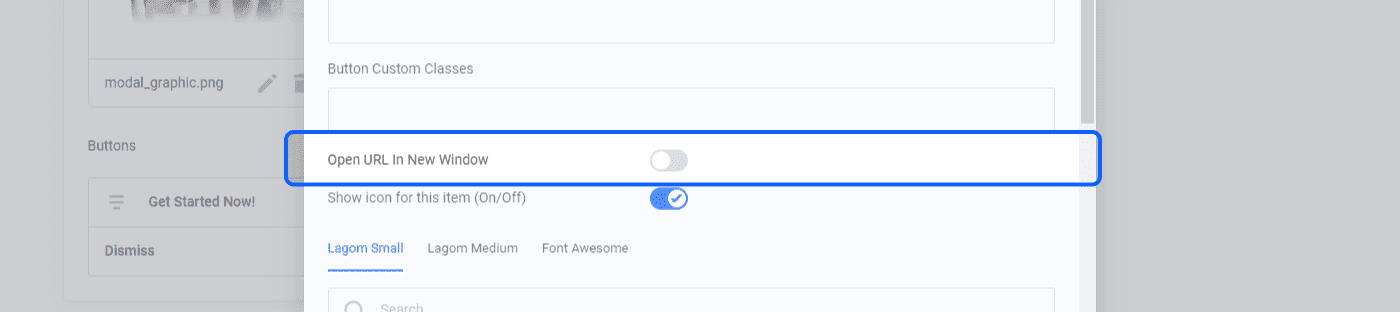 Button Custom Classes
modal_graphic.png
Buttons
Open URL In New Window
Show icon for this item (On/Off)
Get Started Now!
Dismiss
Lagom Small Lagom Medium Font Awesome
Search